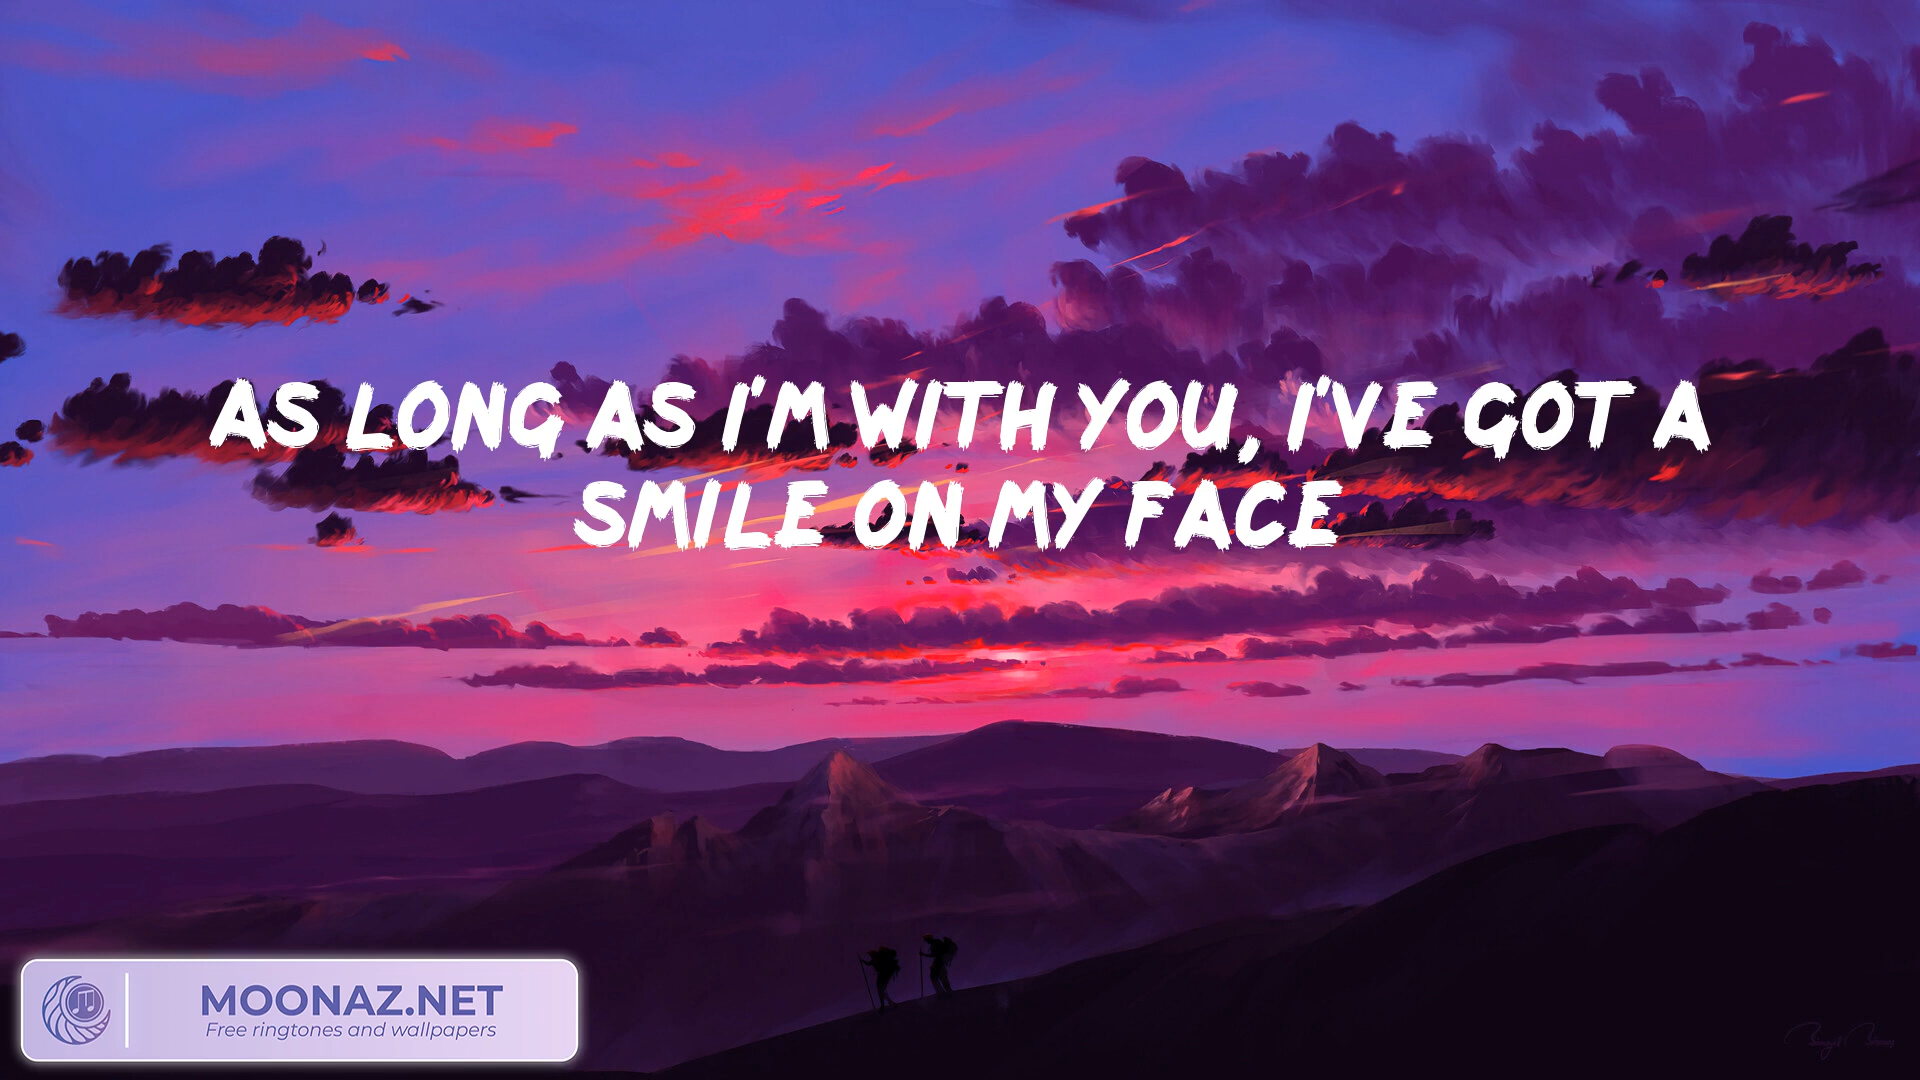 AS LONG AS I'M WITH YOU, I'VE GOT A
SMILE ON MY FACE
MOONAZ.NET
Free ringtones and wallpapers